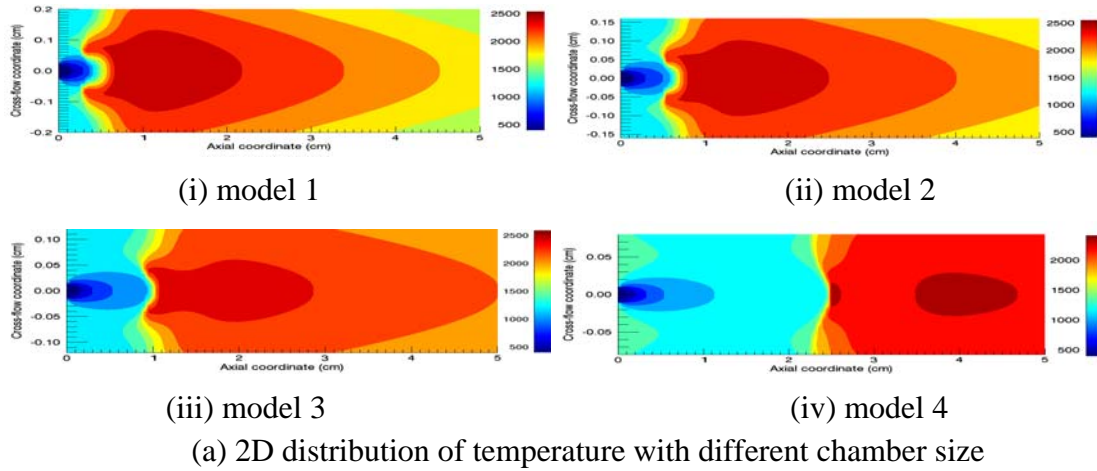 Cross-flow coordinate (cm)
0.2
0.1
0.0
-0.1
-0.2
0 1 2 3 4 5
Axial coordinate (cm)
2500
2000
1500
1000
500
(i) model 1
Cross-flow coordinate (cm)
0.15
0.10
0.05
0.00
-0.05
-0.10
-0.15
0 1 2 3 4 5
Axial coordinate (cm)
2500
2000
1500
1000
500
(ii) model 2
Cross-flow coordinate (cm)
0.10
0.05
0.00
-0.05
-0.10
0 1 2 3 4 5
Axial coordinate (cm)
2500
2000
1500
1000
500
(iii) model 3
Cross-flow coordinate (cm)
0.05
0.00
-0.05
0 1 2 3 4 5
Axial coordinate (cm)
2000
1500
1000
500
(iv) model 4
(a) 2D distribution of temperature with different chamber size